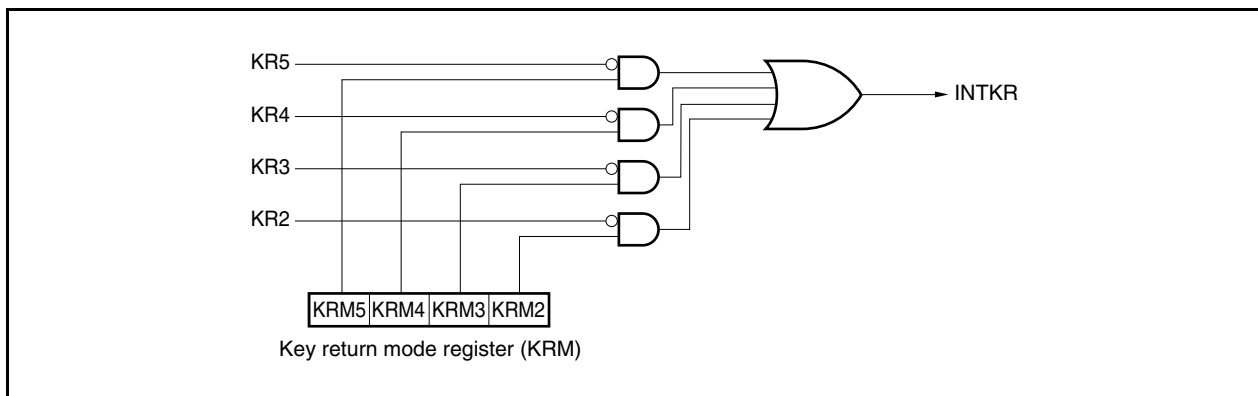 KR5
INTKR
KR4
KR3
KR2
KRM5 KRM4 KRM3 KRM2
Key return mode register (KRM)